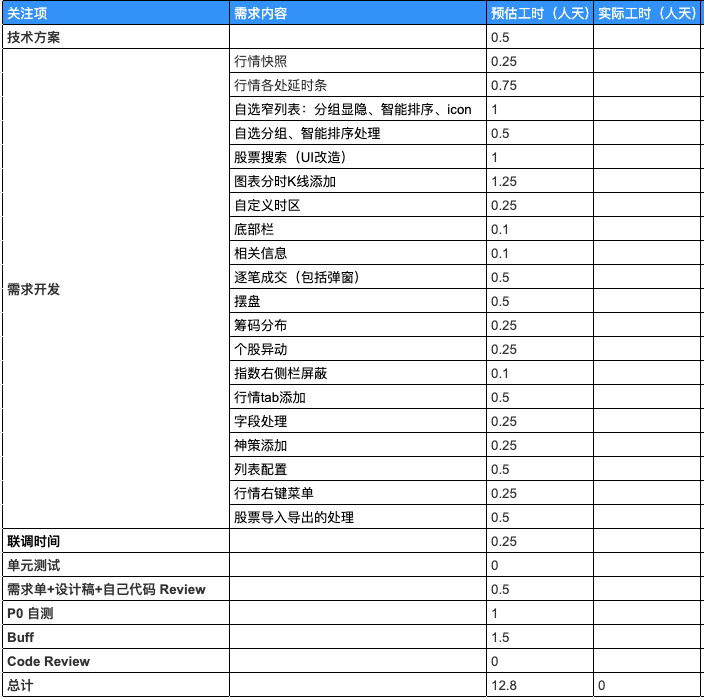 关注项 需求内容 预估工时（人天） 实际工时（人天）
技术方案 0.5
行情快照 0.25
行情各处延时条 0.75
自选窄列表：分组显隐、智能排序、icon 1
自选分组、智能排序处理 0.5
股票搜索（UI改造） 1
图表分时K线添加 1.25
自定义时区 0.25
底部栏 0.1
相关信息 0.1
逐笔成交（包括弹窗） 0.5
需求开发
摆盘 0.5
筹码分布 0.25
个股异动 0.25
指数右侧栏屏蔽 0.1
行情tab添加 0.5
字段处理 0.25
神策添加 0.25
列表配置 0.5
行情右键菜单 0.25
股票导入导出的处理 0.5
联调时间 0.25
单元测试 0
需求单+设计稿+自己代码 Review 0.5
P0 自测 1
Buff 1.5
Code Review 0
总计 12.8 0